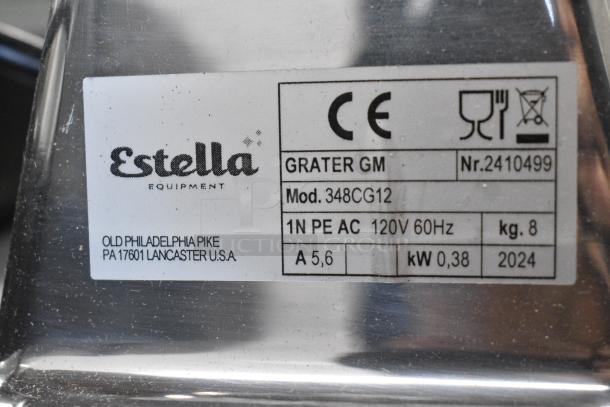 Estella
EQUIPMENT
OLD PHILADELPHIA PIKE
PA 17601 LANCASTER U.S.A.
CE
GRATER GM Nr.2410499
Mod. 348CG12
1N PE AC 120V 60Hz kg. 8
A 5,6 kW 0,38 2024